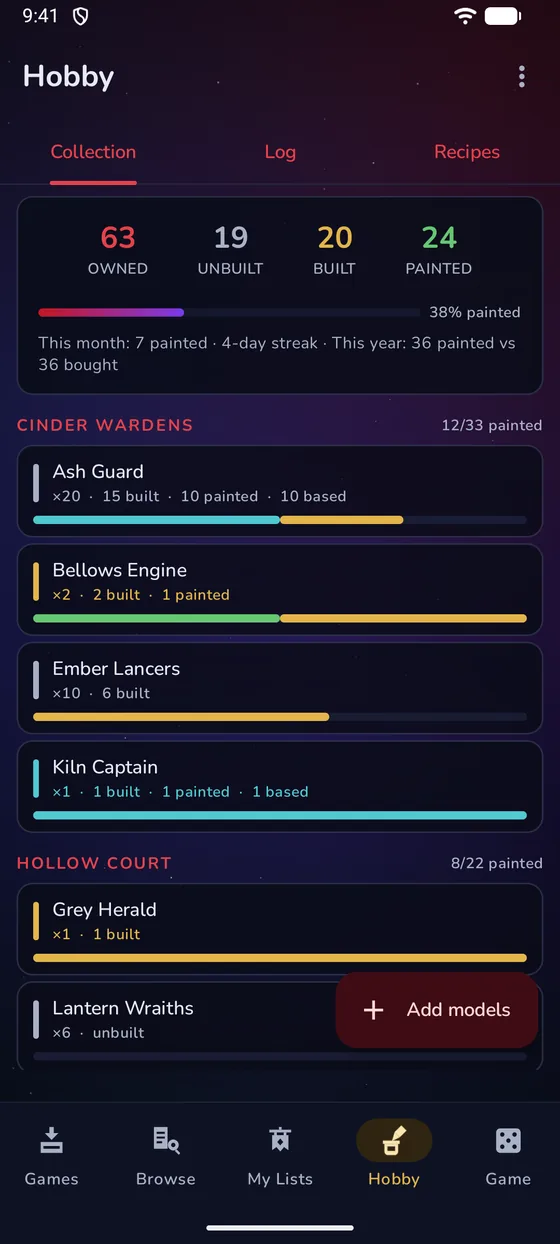 9:41
Hobby
Collection
Log
Recipes
63
19
20
24
OWNED
UNBUILT
BUILT
PAINTED
38% painted
This month: 7 painted · 4-day streak · This year: 36 painted vs
36 bought
CINDER WARDENS
12/33 painted
Ash Guard
×20 · 15 built · 10 painted · 10 based
Bellows Engine
×2 · 2 built · 1 painted
Ember Lancers
×10 · 6 built
Kiln Captain
×1 · 1 built · 1 painted · 1 based
HOLLOW COURT
8/22 painted
Grey Herald
×1 · 1 built
Lantern Wraiths
×6 · unbuilt
Add models
Games
Browse
My Lists
Hobby
Game